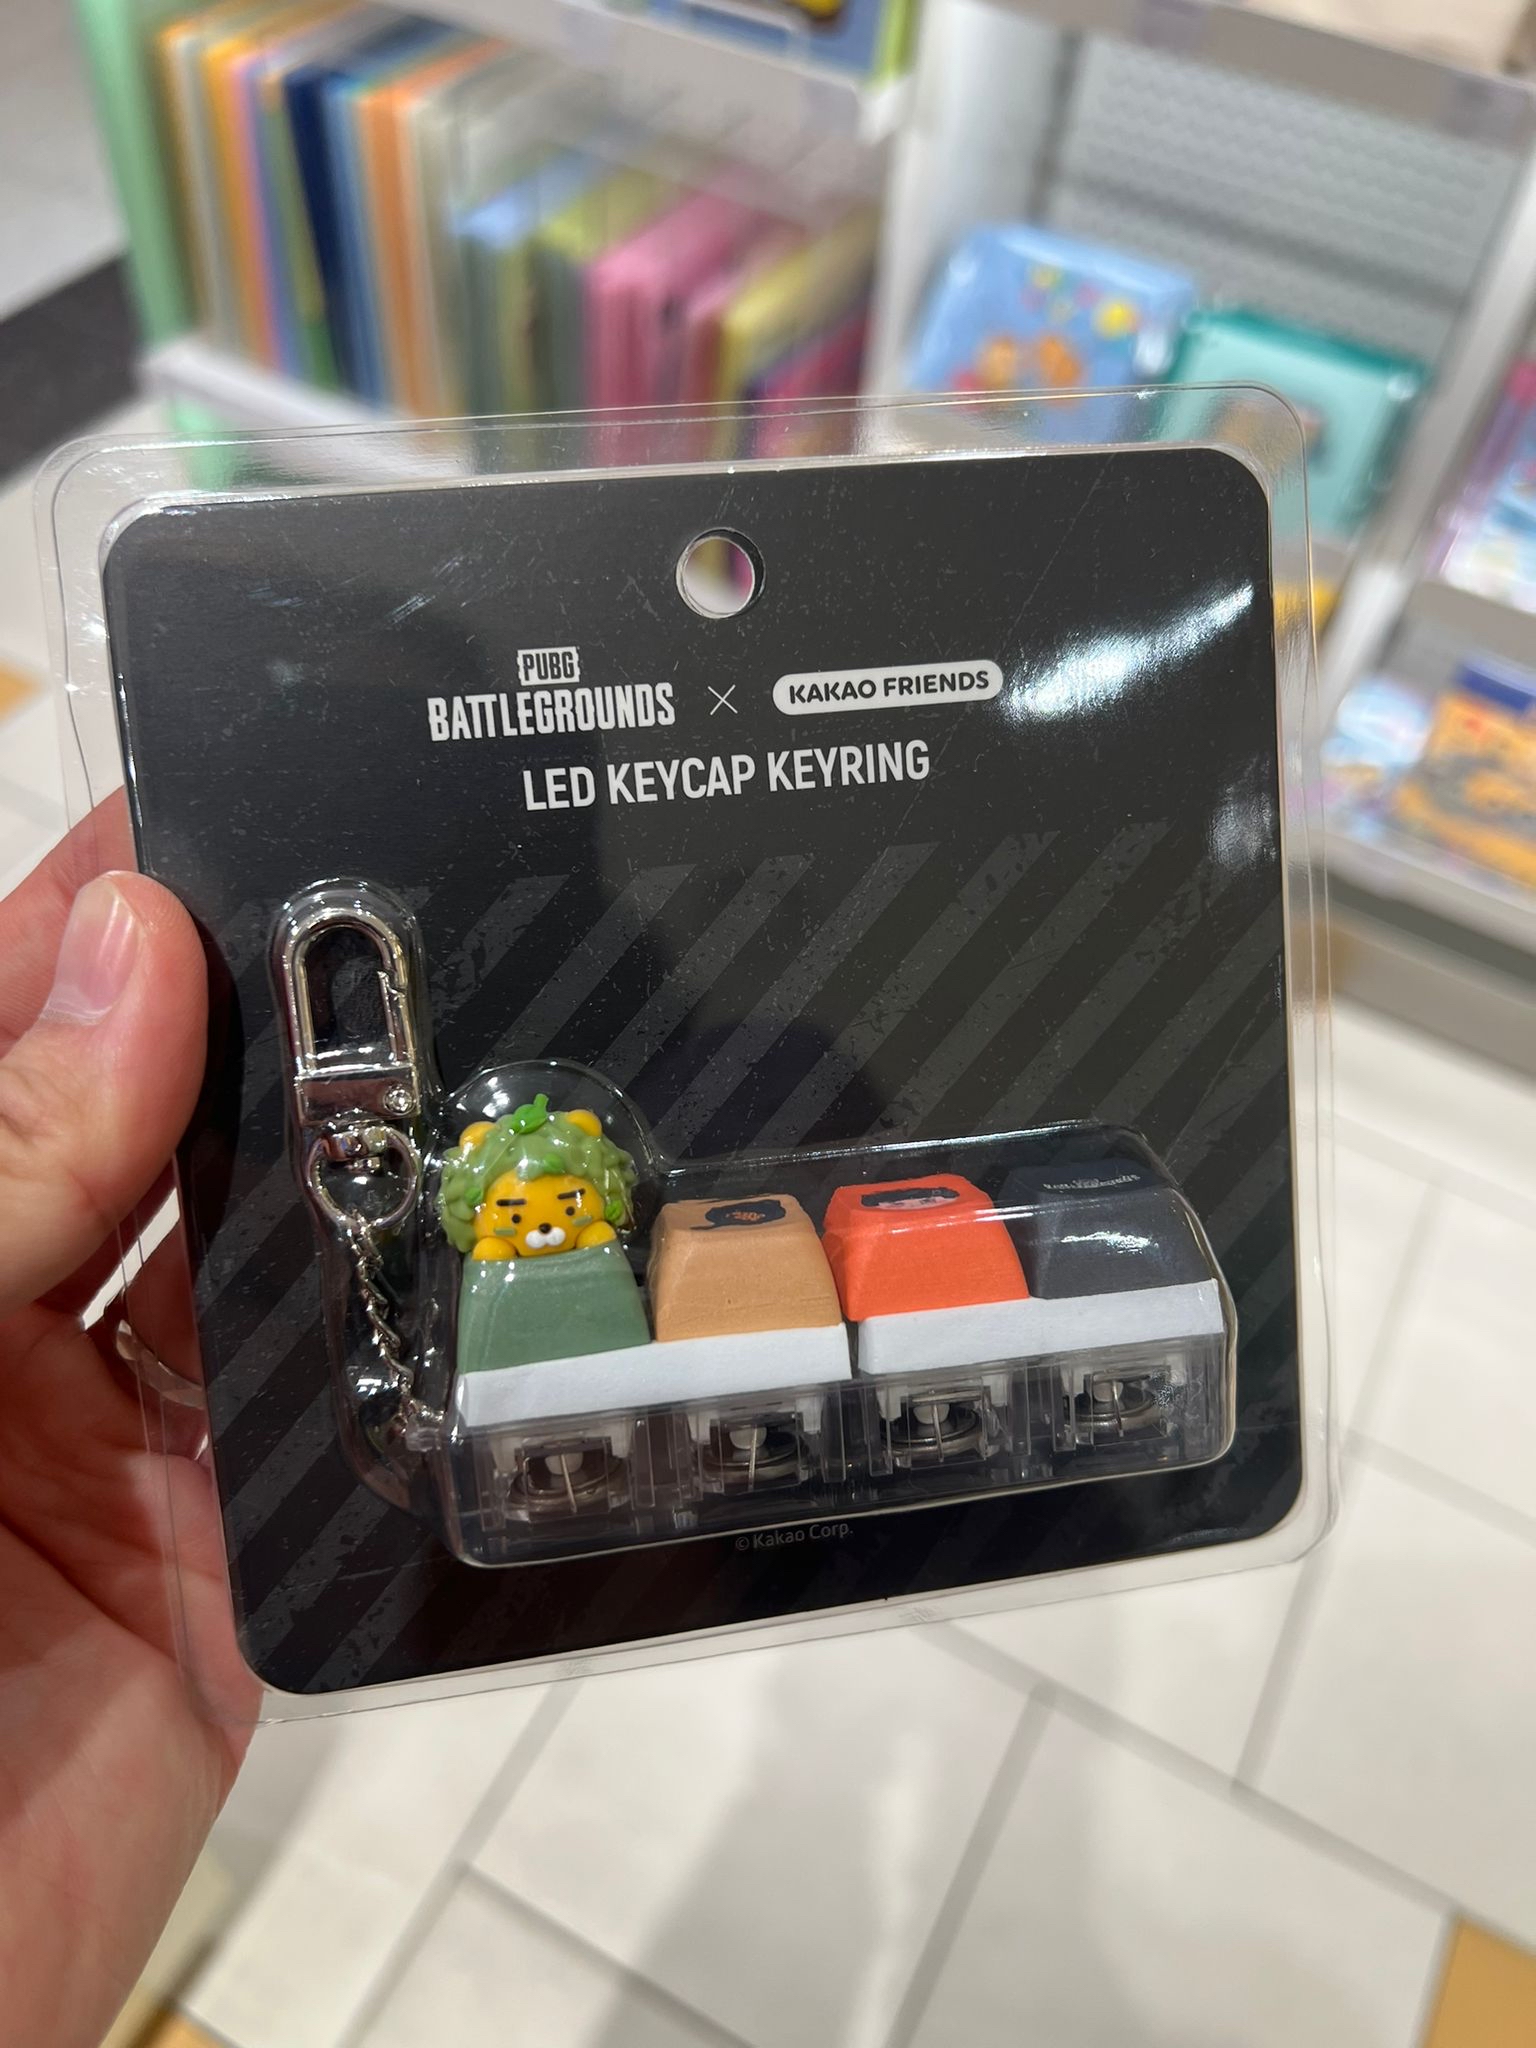 PUBG
BATTLEGROUNDS × KAKAO FRIENDS
LED KEYCAP KEYRING
© Kakao Corp.